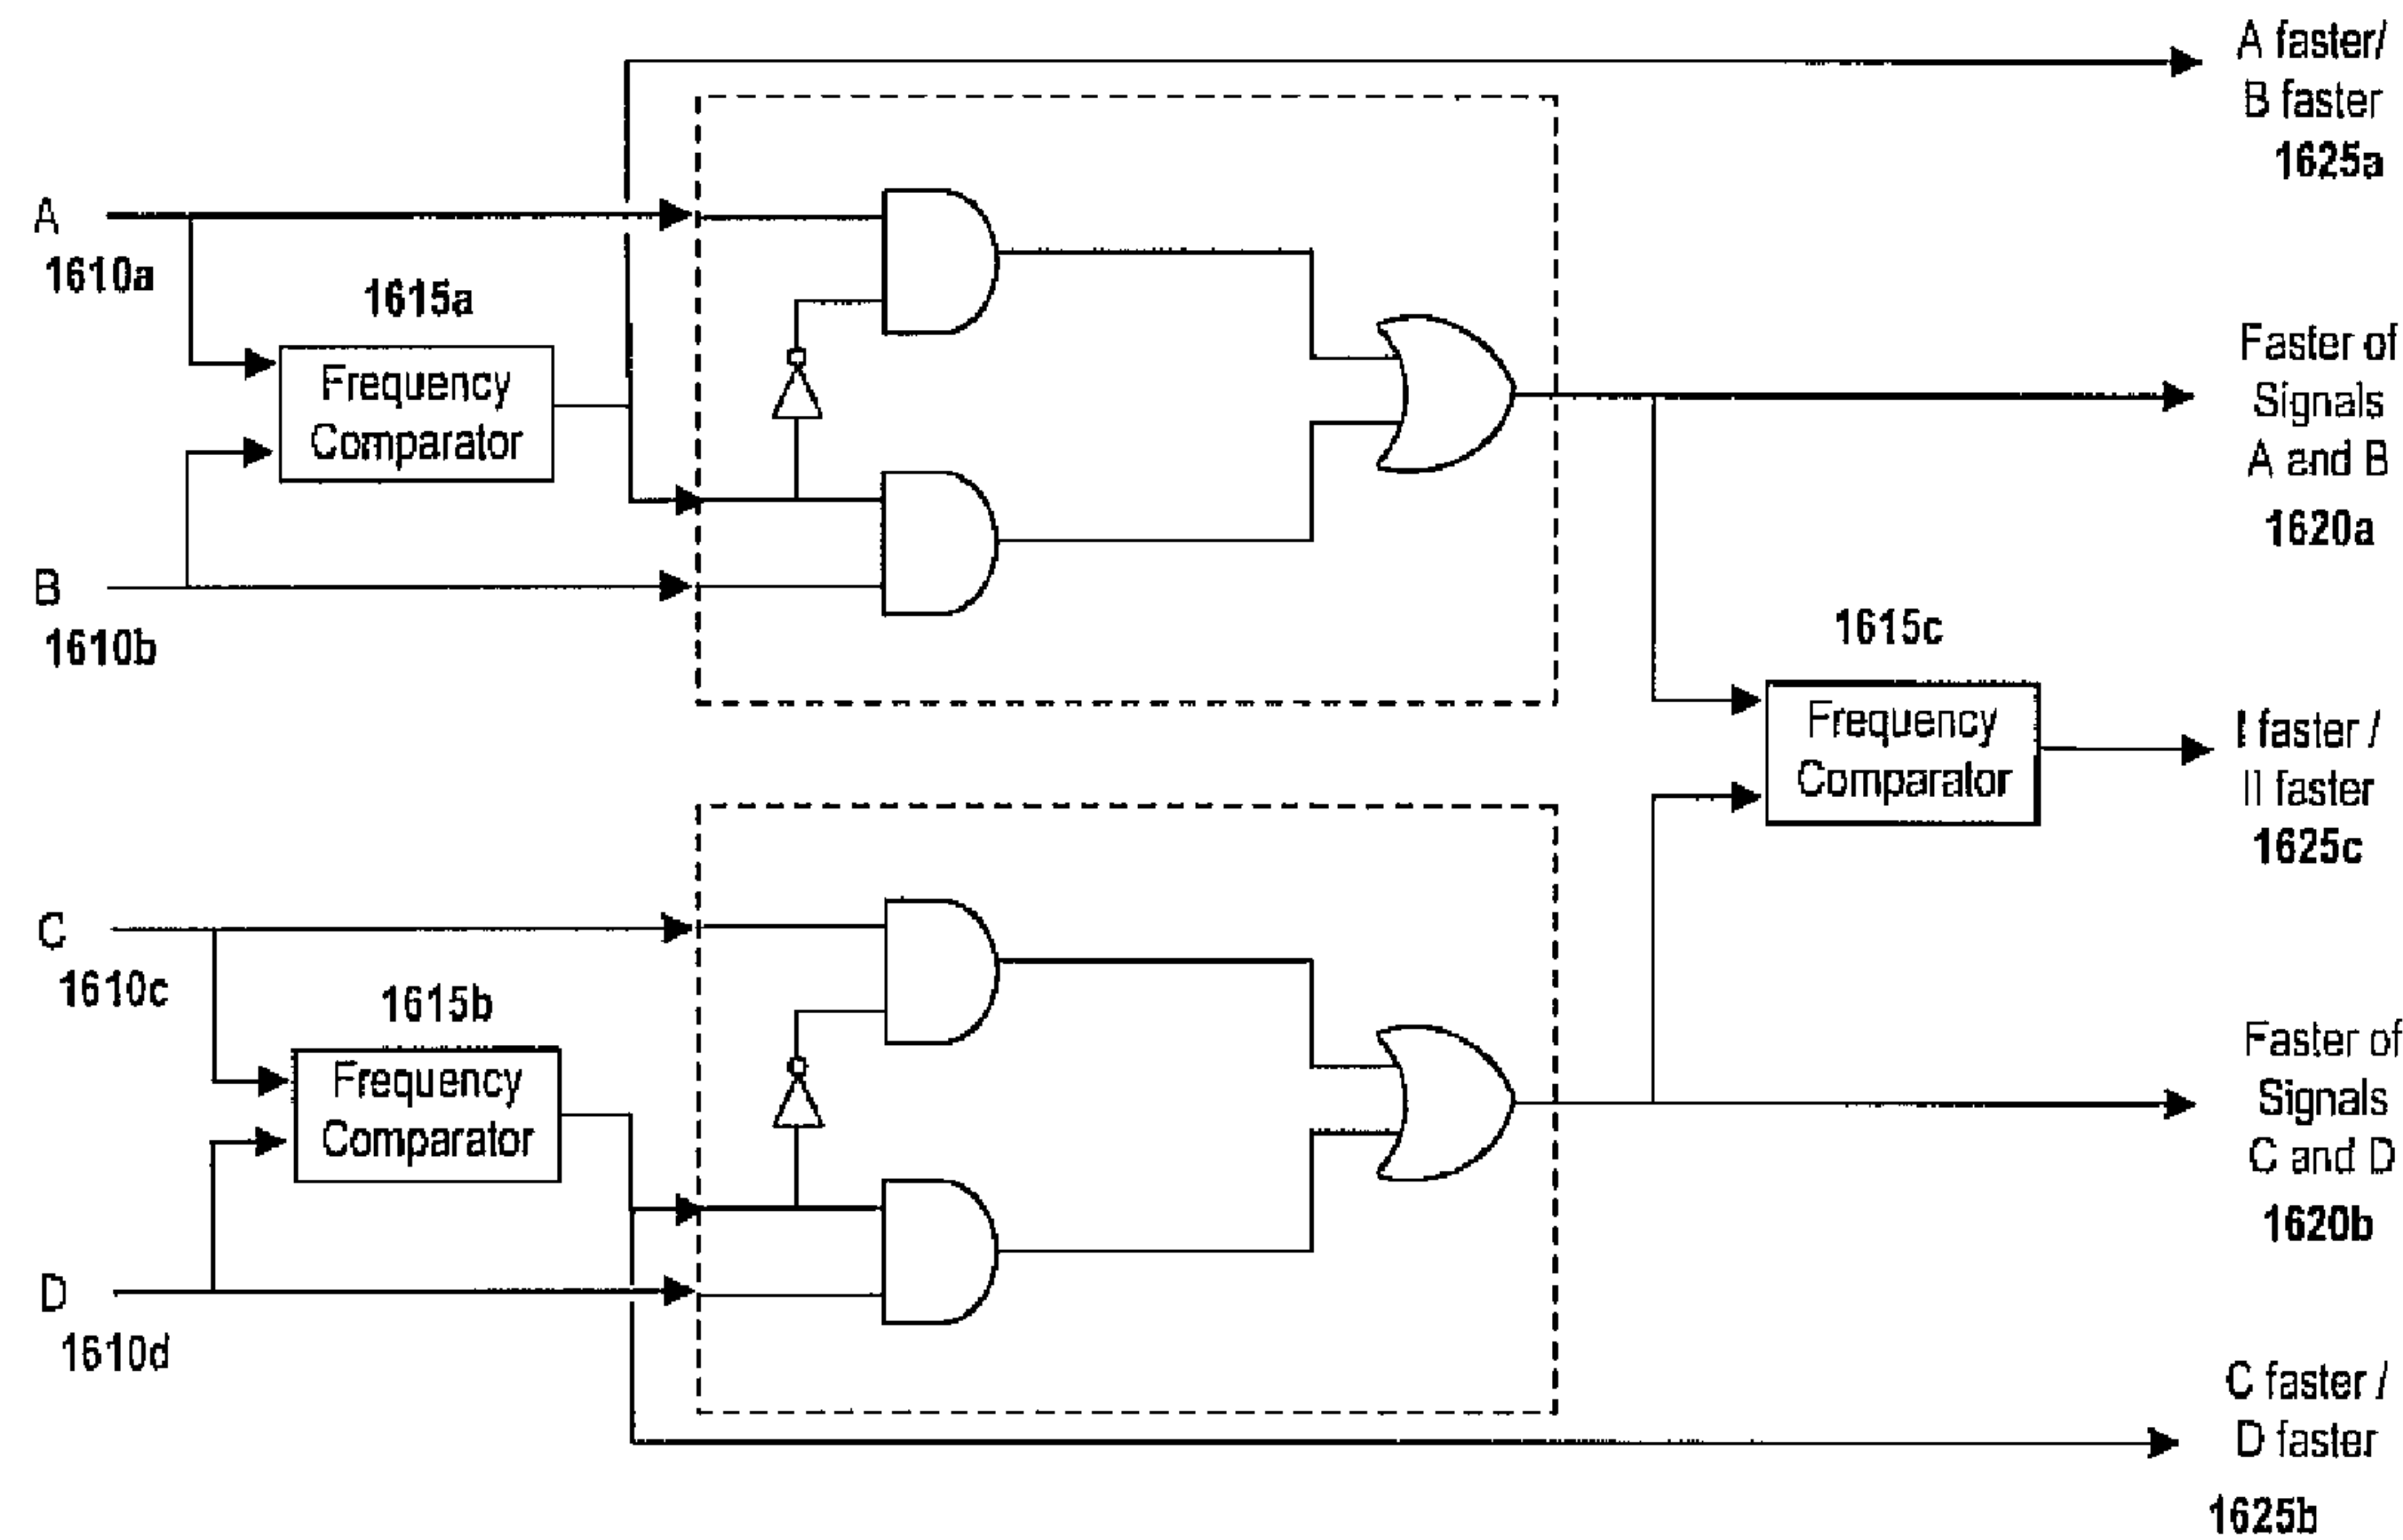 A faster/
B faster
1625a
A
1610a
1615a
Frequency
Comparator
Faster of
Signals
A and B
1620a
B
1610b
1615c
Frequency
Comparator
I faster /
II faster
1625c
C
1610c
1615b
Frequency
Comparator
Faster of
Signals
C and D
1620b
D
1610d
C faster /
D faster
1625b